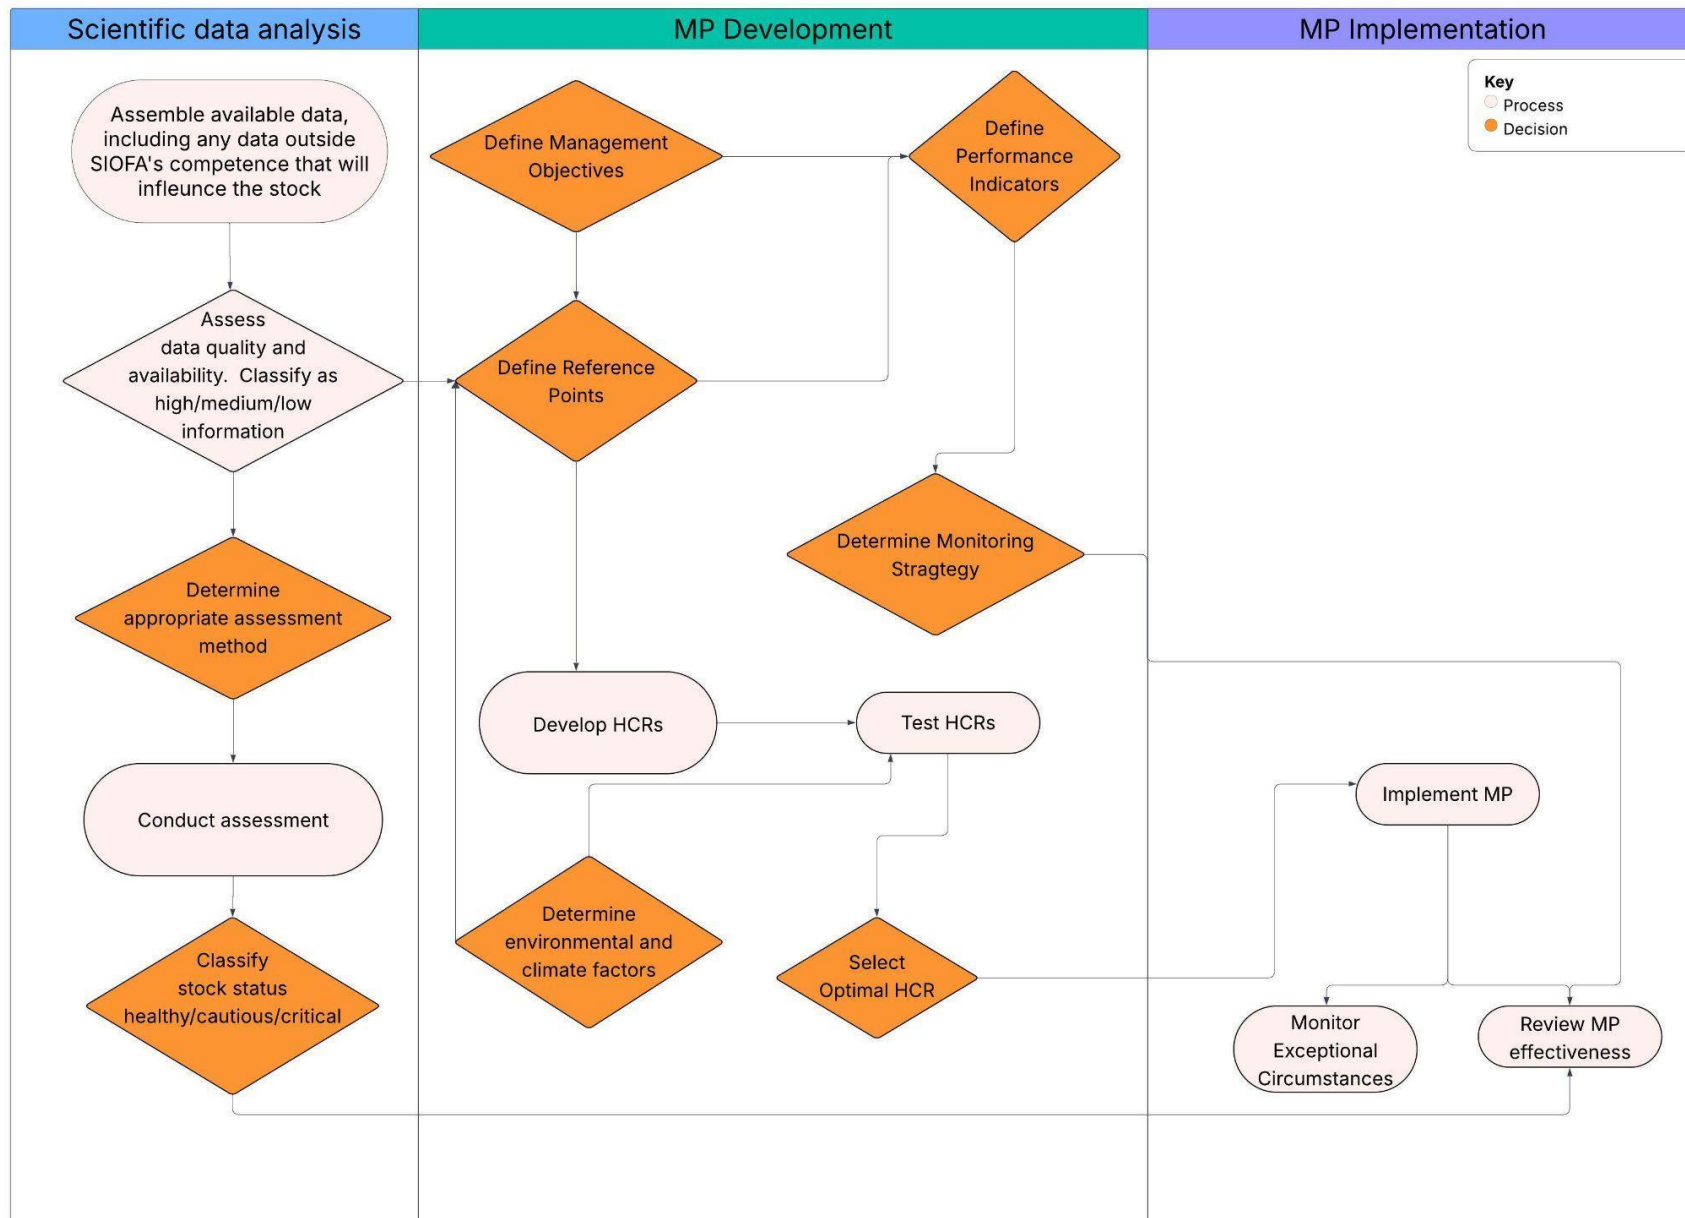 Scientific data analysis
MP Development
MP Implementation
Key
Process
Decision
Assemble available data,
including any data outside
SIOFA's competence that will
infleunce the stock
Define Management
Objectives
Define
Performance
Indicators
Assess
data quality and
availability. Classify as
high/medium/low
information
Define Reference
Points
Determine Monitoring
Stragtegy
Determine
appropriate assessment
method
Develop HCRs
Test HCRs
Conduct assessment
Implement MP
Determine
environmental and
climate factors
Select
Optimal HCR
Classify
stock status
healthy/cautious/critical
Monitor
Exceptional
Circumstances
Review MP
effectiveness